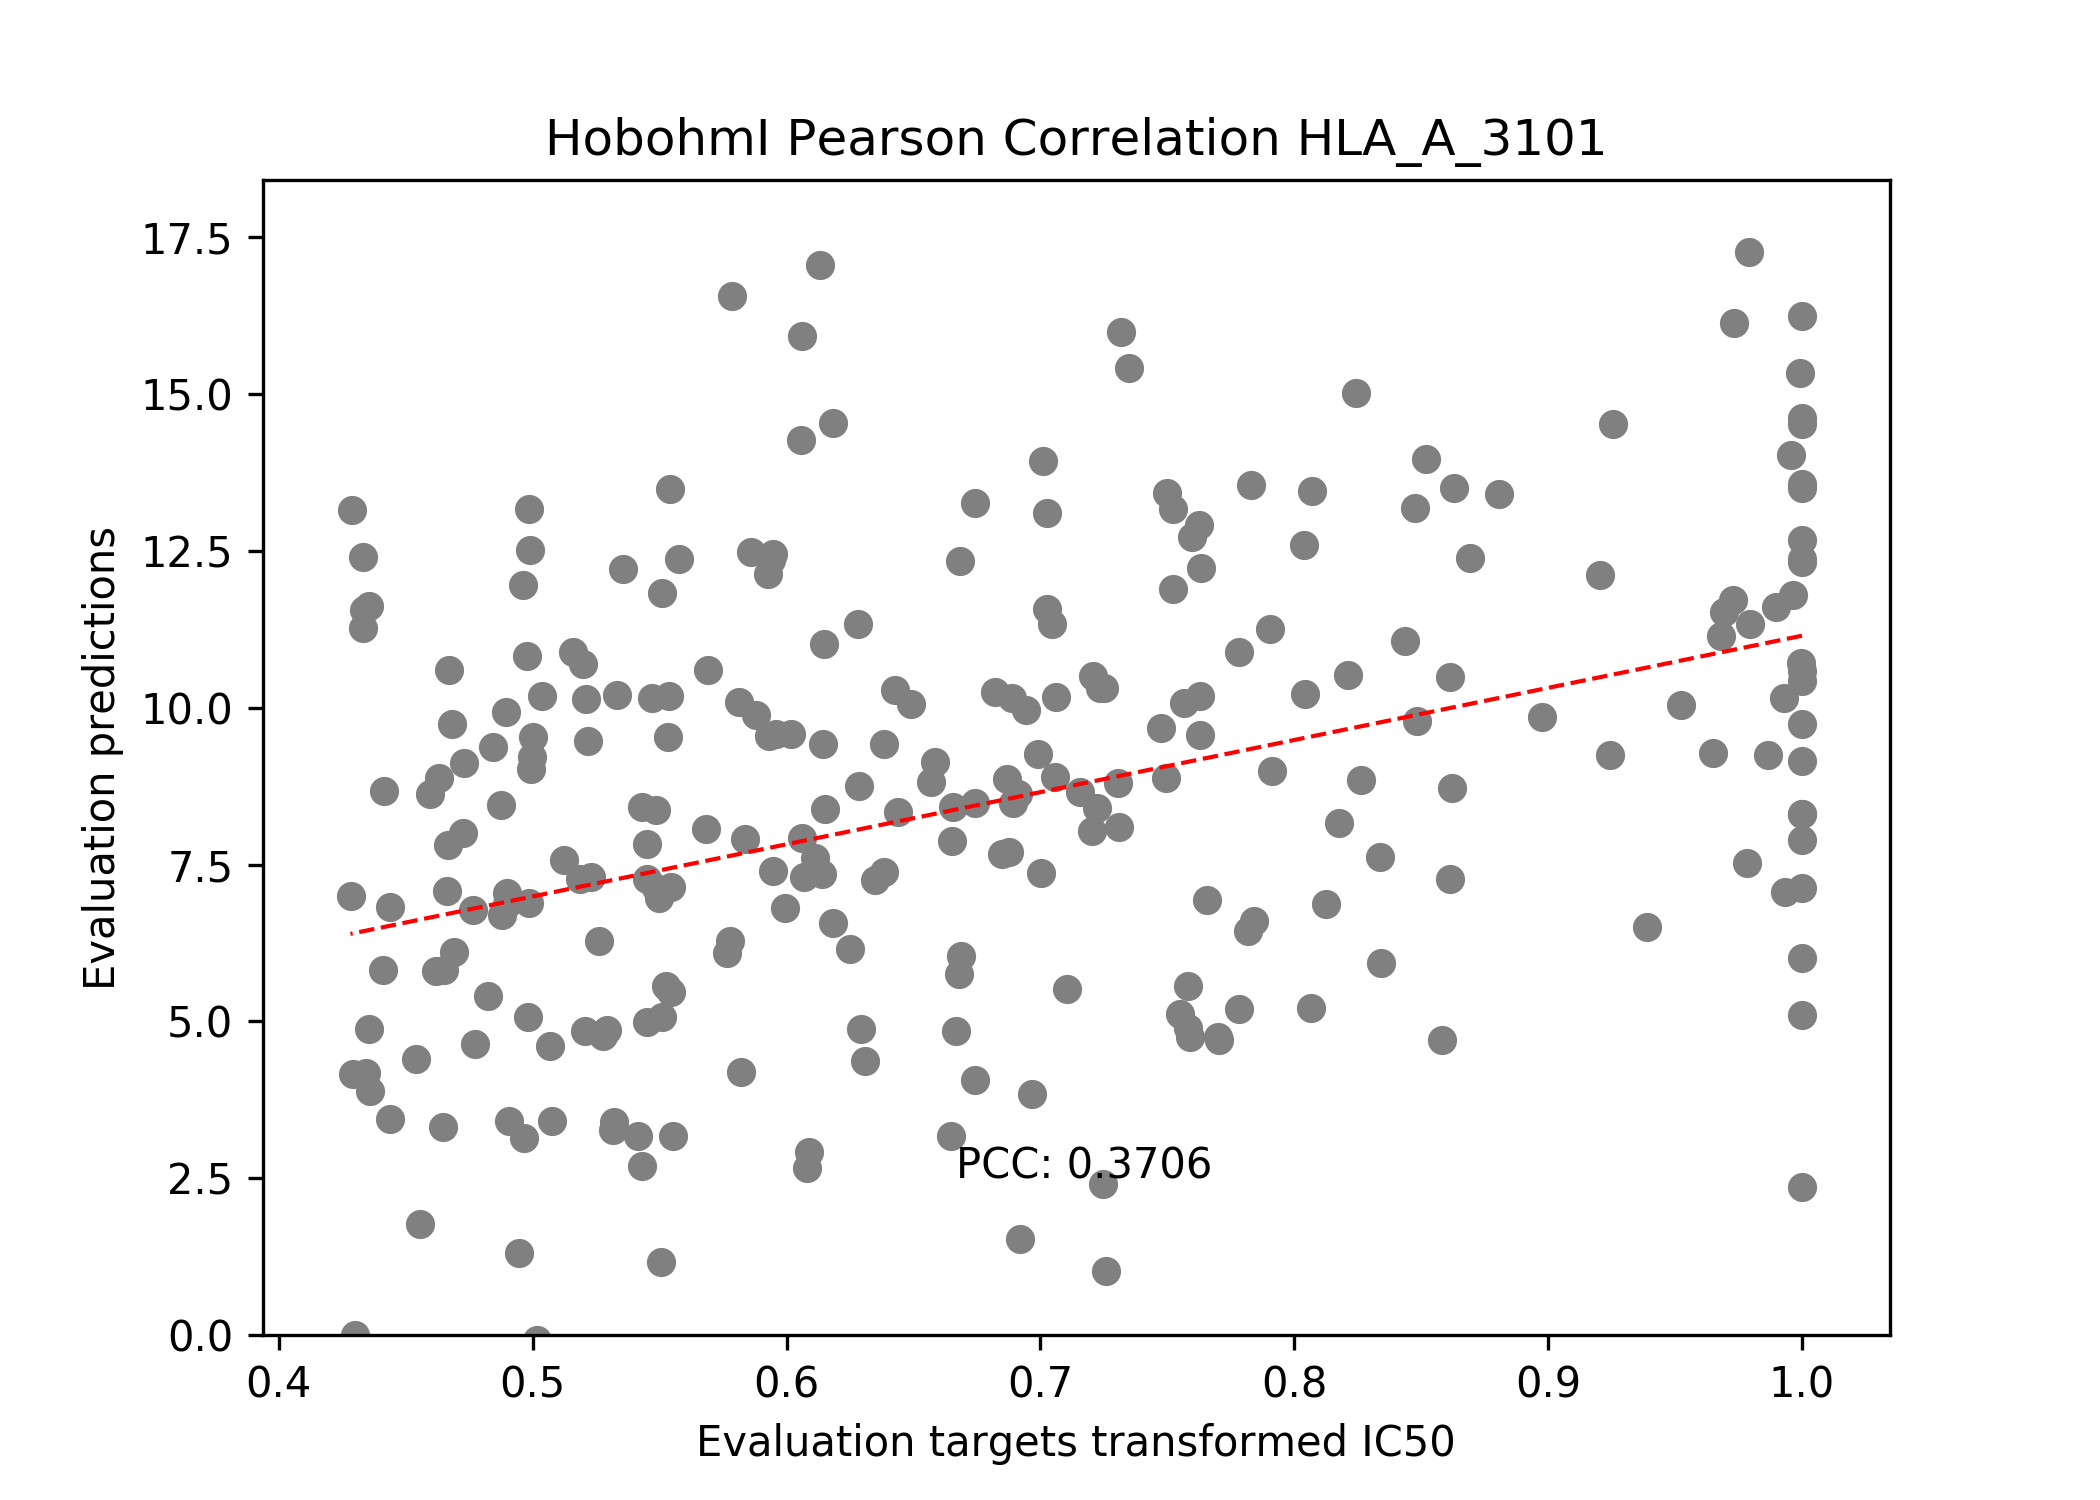 HobohmI Pearson Correlation HLA_A_3101
17.5
15.0
12.5
10.0
7.5
5.0
2.5
0.0
Evaluation predictions
PCC: 0.3706
0.4 0.5 0.6 0.7 0.8 0.9 1.0
Evaluation targets transformed IC50